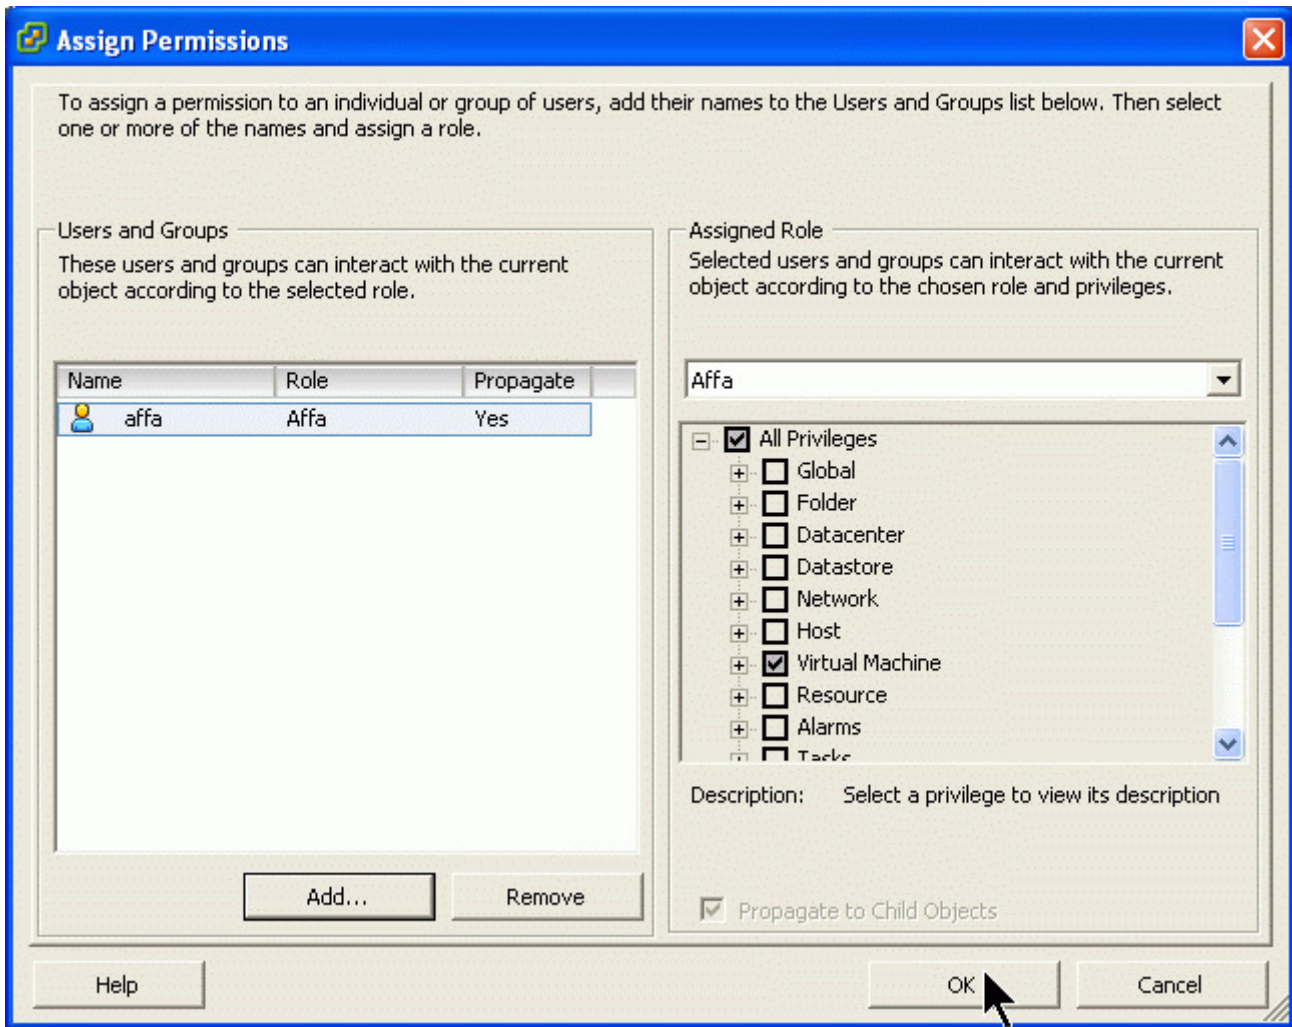 Assign Permissions
To assign a permission to an individual or group of users, add their names to the Users and Groups list below. Then select
one or more of the names and assign a role.
Users and Groups
These users and groups can interact with the current
object according to the selected role.
Name Role Propagate
affa Affa Yes
Add...
Remove
Assigned Role
Selected users and groups can interact with the current
object according to the chosen role and privileges.
Affa
All Privileges
Global
Folder
Datacenter
Datastore
Network
Host
Virtual Machine
Resource
Alarms
Tasks
Description: Select a privilege to view its description
Propagate to Child Objects
Help
OK
Cancel